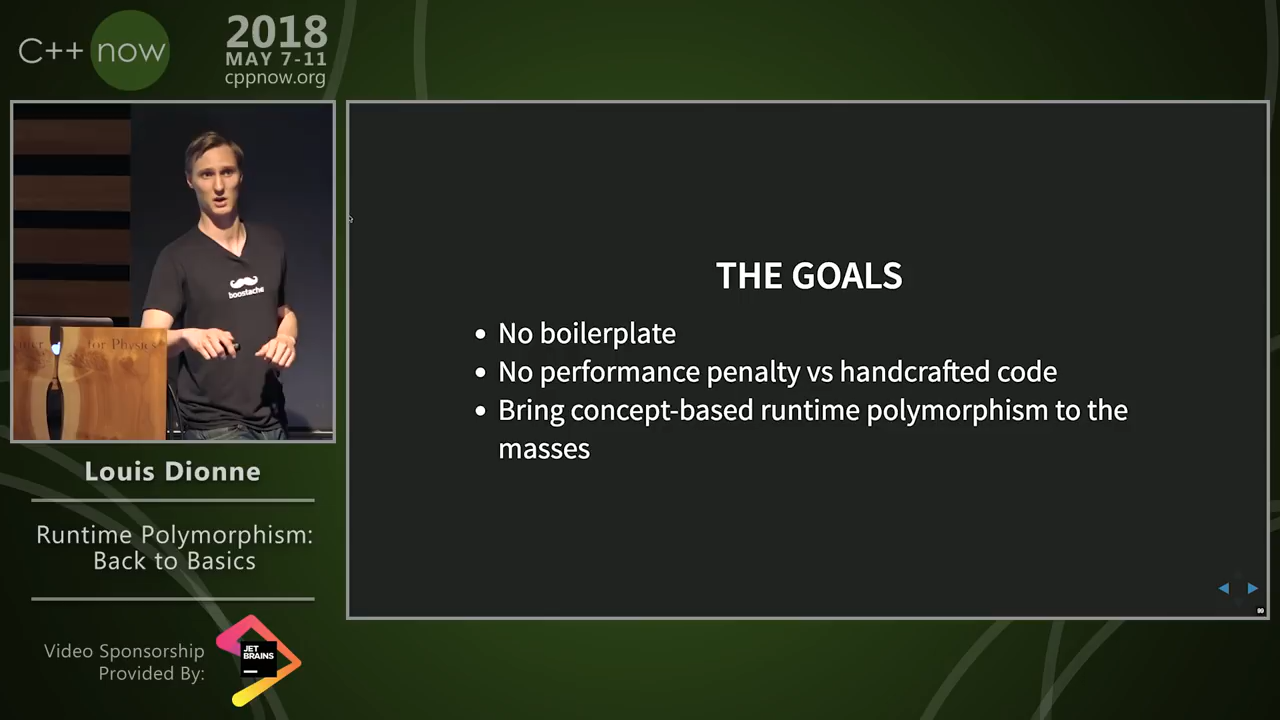 C++ now
2018
MAY 7-11
cppnow.org
boostache
for Physics
Louis Dionne
Runtime Polymorphism:
Back to Basics
Video Sponsorship
Provided By:
JET
BRAINS
THE GOALS
• No boilerplate
• No performance penalty vs handcrafted code
• Bring concept-based runtime polymorphism to the
masses